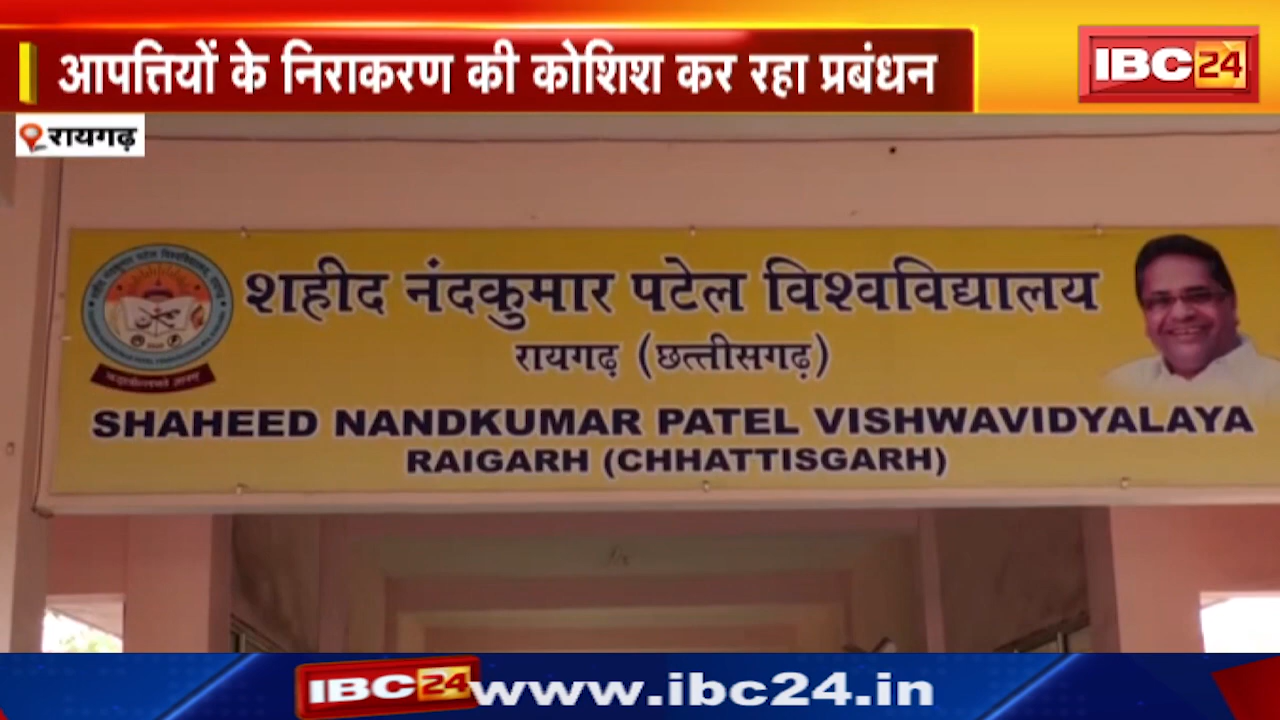 आपत्तियों के निराकरण की कोशिश कर रहा प्रबंधन
IBC24
रायगढ़
शहीद नंदकुमार पटेल विश्वविद्यालय
रायगढ़ (छत्तीसगढ़)
SHAHEED NANDKUMAR PATEL VISHWAVIDYALAYA
RAIGARH (CHHATTISGARH)
IBC24 www.ibc24.in